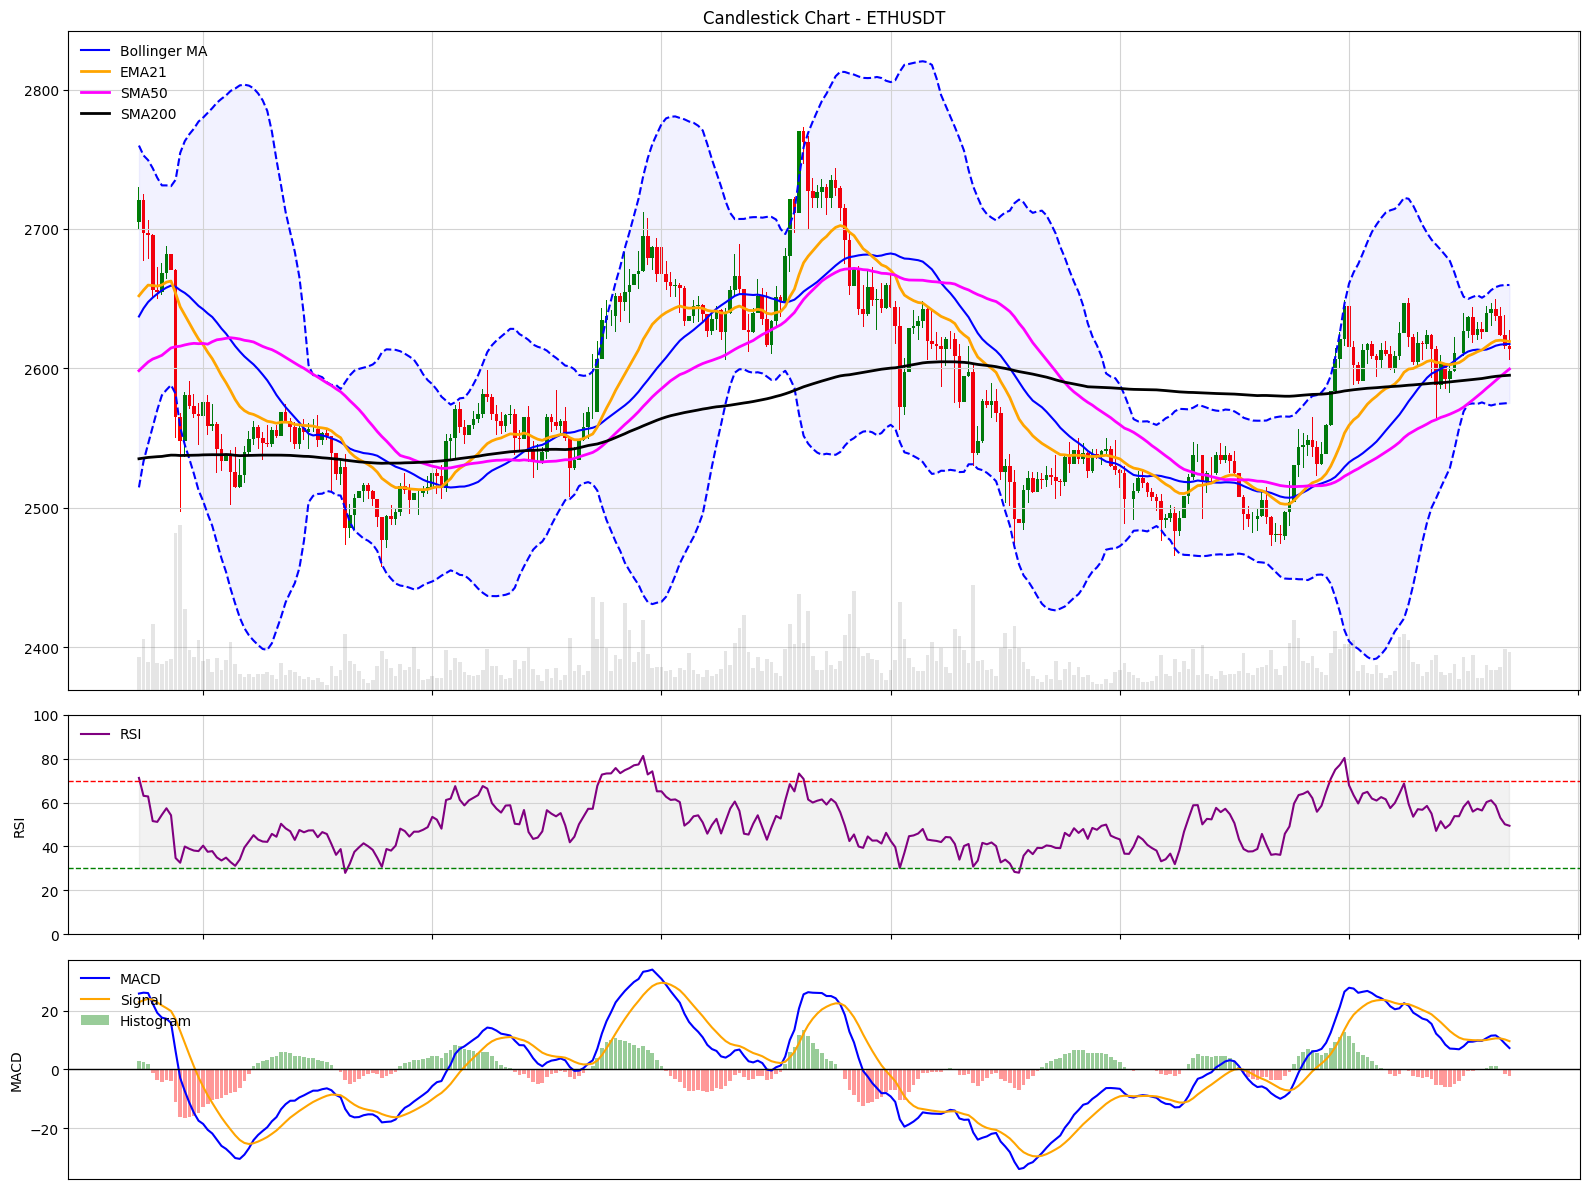 Candlestick Chart - ETHUSDT
Bollinger MA
EMA21
SMA50
SMA200
2800
2700
2600
2500
2400
100
RSI
80
60
RSI
40
20
0
MACD
Signal
20
Histogram
MACD
0
−20